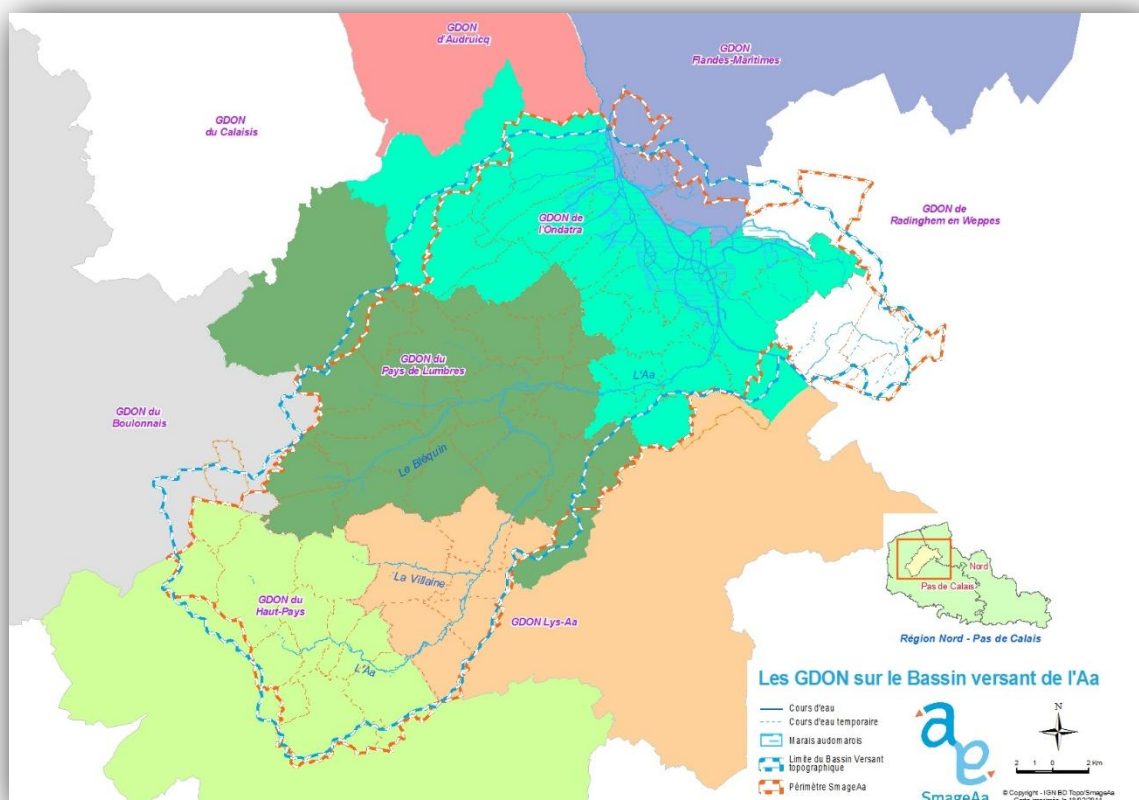 GDON
d'Audruicq
GDON
Flandes-Maritimes
GDON
du Calaisis
GDON de
l'Ondatra
GDON de
Radinghem en Weppes
GDON du
Pays de Lumbres
L'Aa
GDON du
Boulonnais
Le Bléquin
La Villaine
GDON du
Haut-Pays
GDON Lys-Aa
L'Aa
Nord
Pas de Calais
Région Nord - Pas de Calais
Les GDON sur le Bassin versant de l'Aa
Cours d'eau
Cours d'eau temporaire
Marais audomarois
Limite du Bassin Versant
topographique
Périmètre SmageAa
SmageAa
N
2 1 0 2 Km
© Copyright - IGN BD Topo/SmageAa